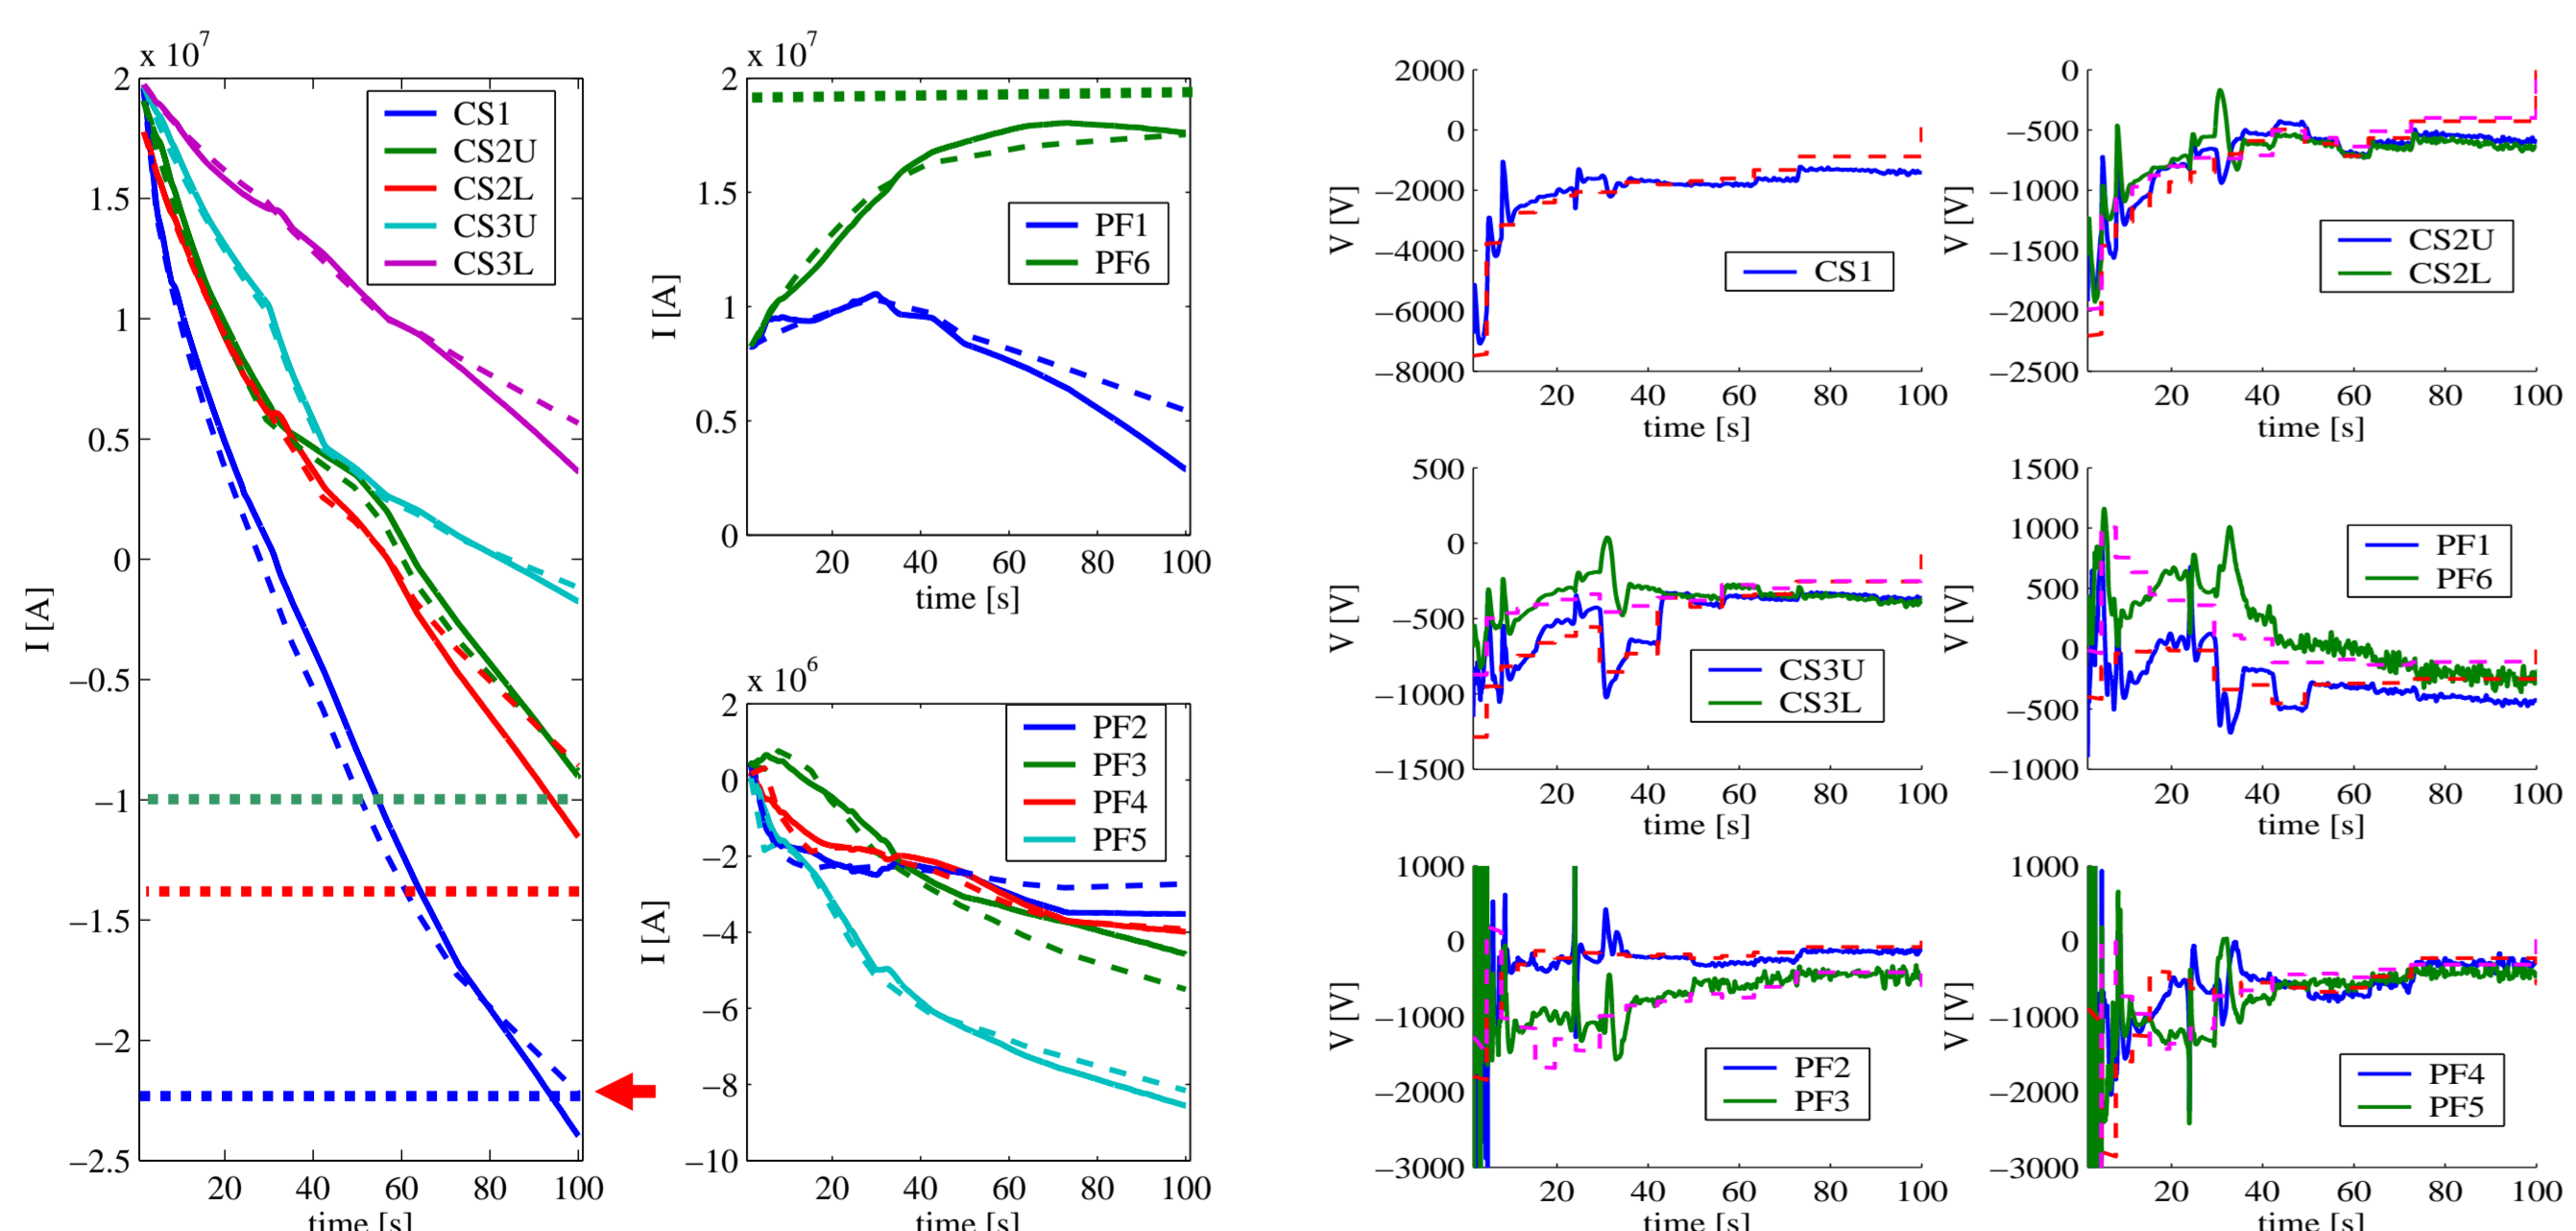 x 10^7
2
1.5
1
0.5
0
−0.5
−1
−1.5
−2
−2.5
I [A]
CS1
CS2U
CS2L
CS3U
CS3L
20 40 60 80 100
time [s]
x 10^7
2
1.5
1
0.5
0
I [A]
PF1
PF6
20 40 60 80 100
time [s]
x 10^6
2
0
−2
−4
−6
−8
−10
I [A]
PF2
PF3
PF4
PF5
20 40 60 80 100
time [s]
2000
0
−2000
−4000
−6000
−8000
V [V]
CS1
20 40 60 80 100
time [s]
0
−500
−1000
−1500
−2000
−2500
V [V]
CS2U
CS2L
20 40 60 80 100
time [s]
500
0
−500
−1000
−1500
V [V]
CS3U
CS3L
20 40 60 80 100
time [s]
1500
1000
500
0
−500
−1000
V [V]
PF1
PF6
20 40 60 80 100
time [s]
1000
0
−1000
−2000
−3000
V [V]
PF2
PF3
20 40 60 80 100
time [s]
1000
0
−1000
−2000
−3000
V [V]
PF4
PF5
20 40 60 80 100
time [s]